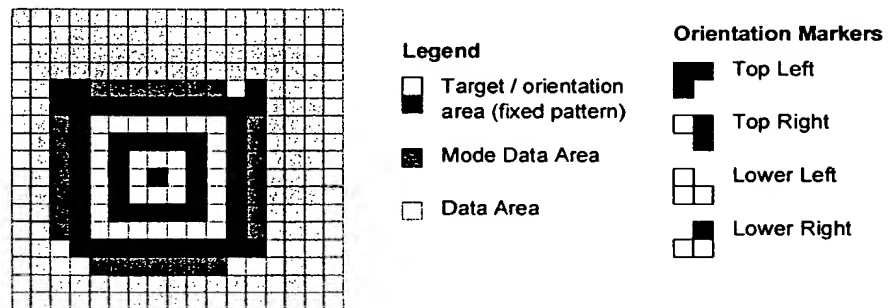 Legend
Target / orientation
area (fixed pattern)
Mode Data Area
Data Area
Orientation Markers
Top Left
Top Right
Lower Left
Lower Right